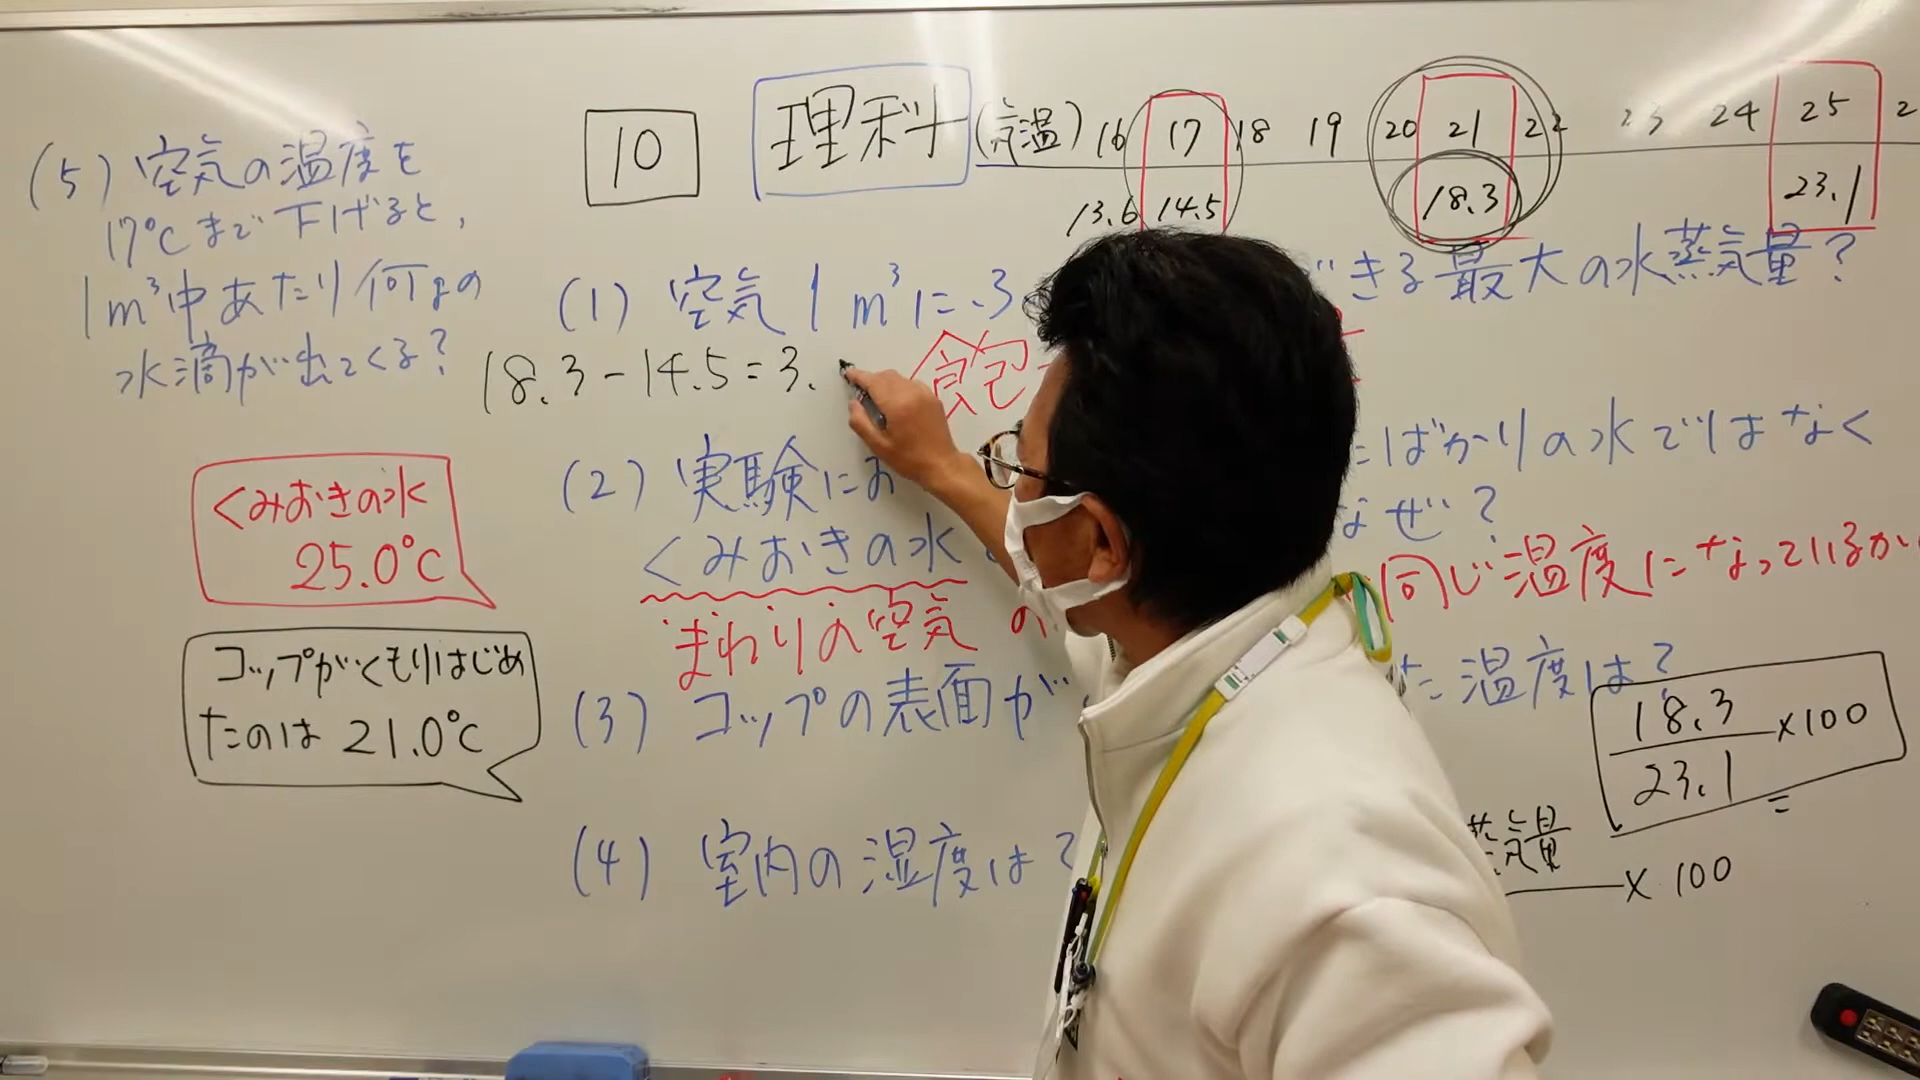 10
理科
(気温) 16 17 18 19 20 21 22 23 24 25 2
13.6 14.5 18.3 23.1
(5) 空気の温度を
17℃まで下げると,
1m³中あたり何gの
水滴が出てくる?
18.3-14.5=3.
くみおきの水
25.0℃
コップがくもりはじめ
たのは 21.0℃
(1) 空気 1 m³に できる最大の水蒸気量?
飽
(2) 実験にお たばかりの水ではなく
くみおきの水 なぜ?
まわりの空気 の 同じ温度になっているか
(3) コップの表面が た温度は?
(4) 室内の湿度は?
18.3
23.1
×100
=
蒸気量
× 100